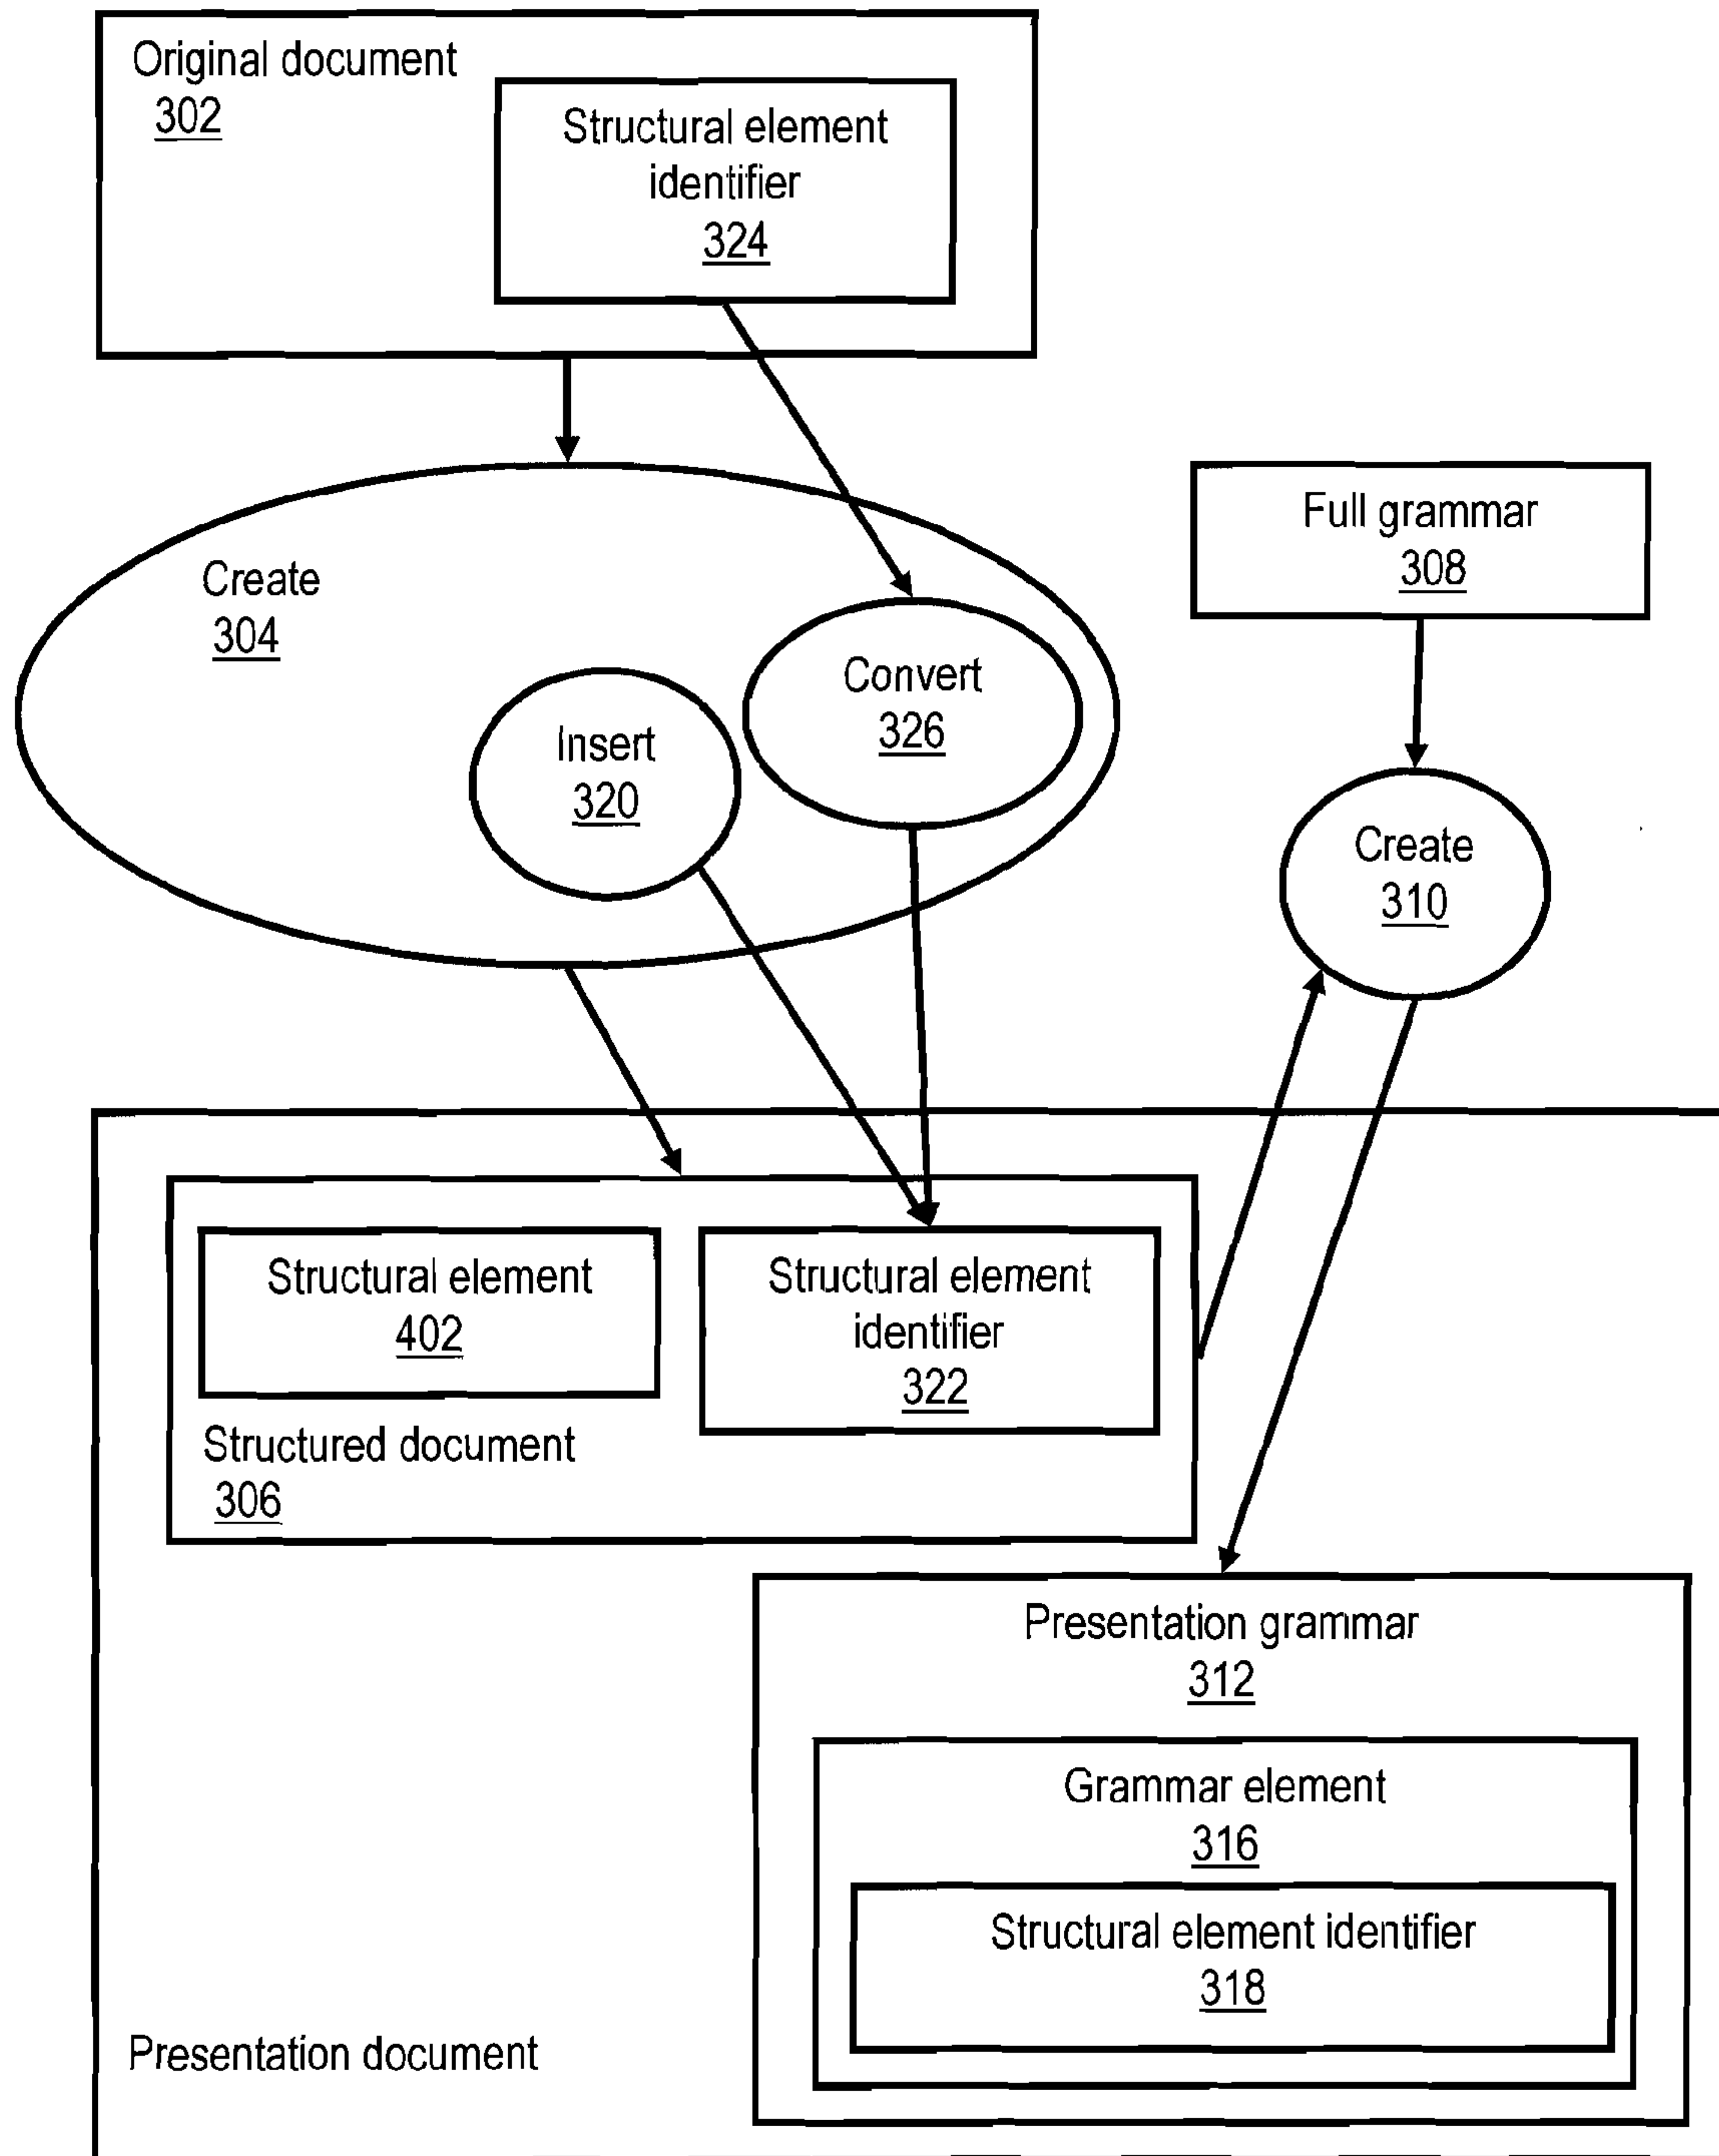 Original document
302
Structural element
identifier
324
Create
304
Convert
326
Insert
320
Full grammar
308
Create
310
Structural element
402
Structural element
identifier
322
Structured document
306
Presentation grammar
312
Grammar element
316
Structural element identifier
318
Presentation document